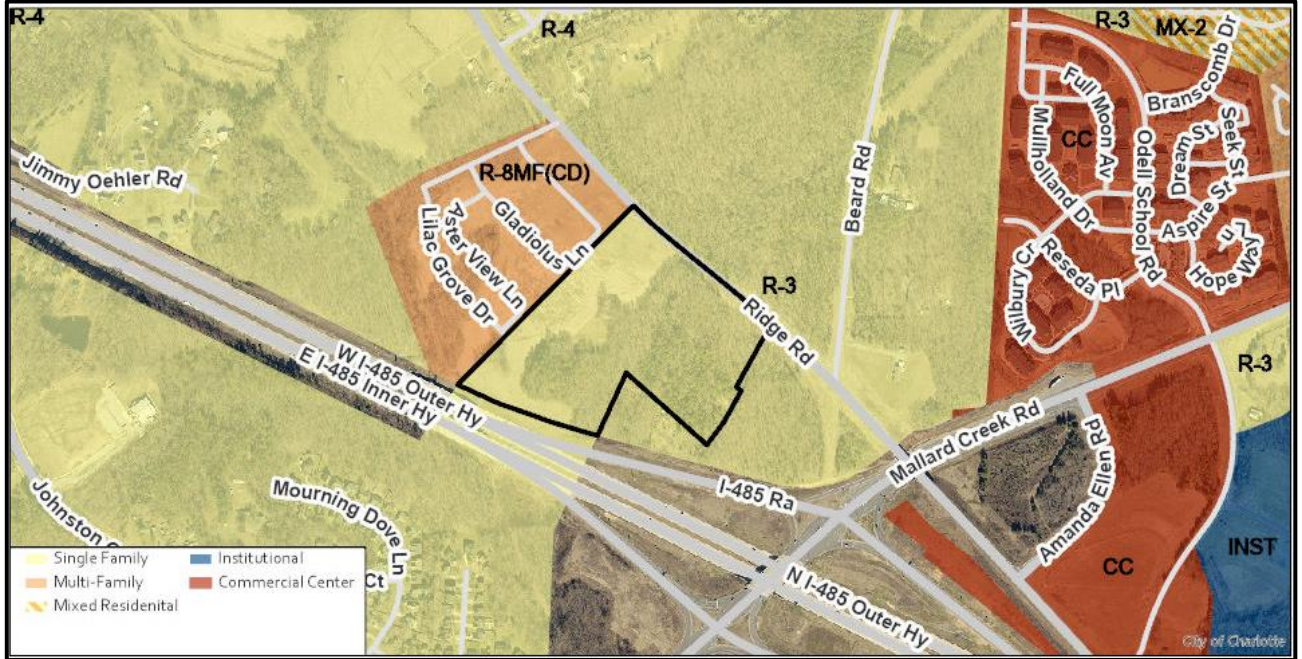 R-4
R-4
R-3
MX-2
Branscomb Dr
Full Moon Av
Seek St
Mullholland Dr
CC
Odell School Rd
Dream St
Jimmy Oehler Rd
R-8MF(CD)
Beard Rd
Aspire St
Gladiolus Ln
Aster View Ln
Lilac Grove Dr
Reseda Pl
Hope Way
Ln
Wilbury Cr
R-3
Ridge Rd
W I-485 Outer Hy
E I-485 Inner Hy
R-3
Mallard Creek Rd
Amanda Ellen Rd
I-485 Ra
Mourning Dove Ln
Johnston
INST
CC
N I-485 Outer Hy
Ct
Single Family
Institutional
Multi-Family
Commercial Center
Mixed Residenital
City of Charlotte